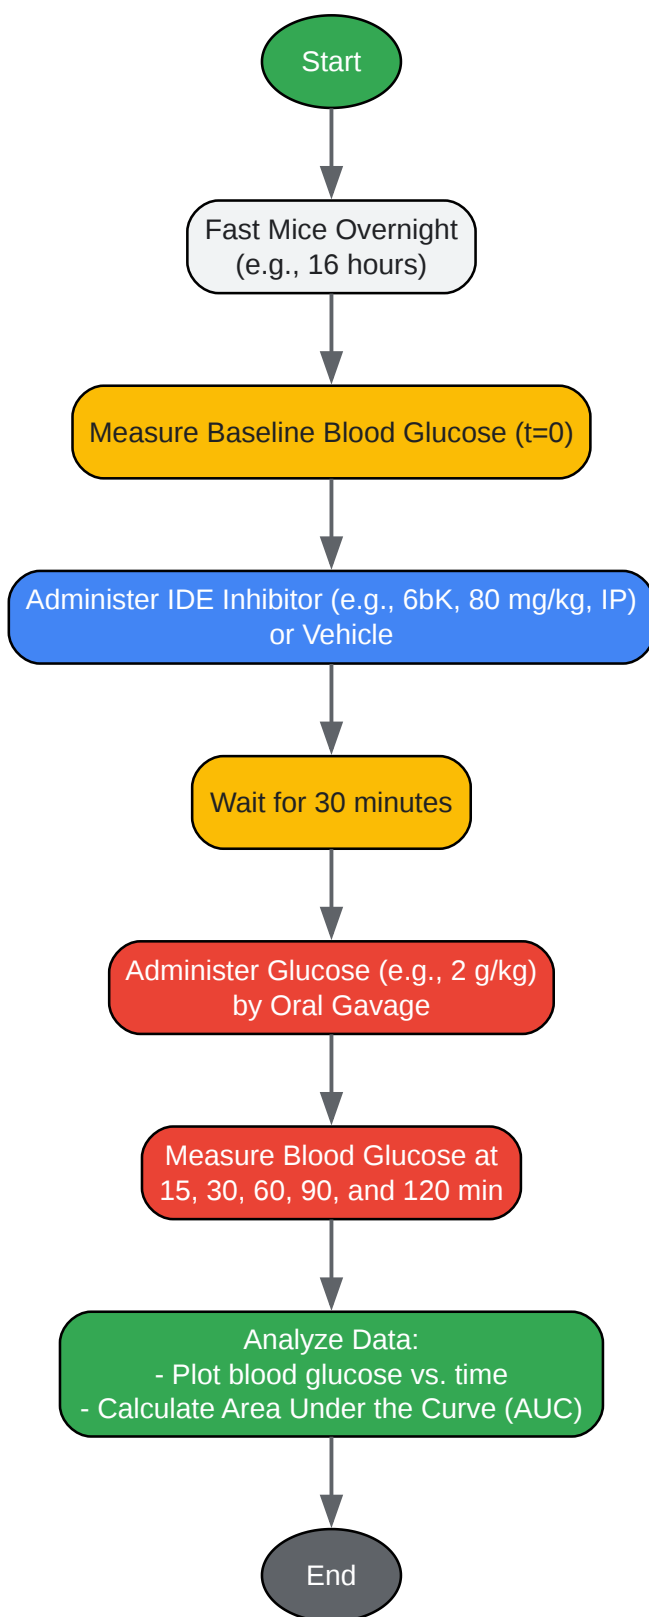 Start
Fast Mice Overnight
(e.g., 16 hours)
Measure Baseline Blood Glucose (t=0)
Administer IDE Inhibitor (e.g., 6bK, 80 mg/kg, IP)
or Vehicle
Wait for 30 minutes
Administer Glucose (e.g., 2 g/kg)
by Oral Gavage
Measure Blood Glucose at
15, 30, 60, 90, and 120 min
Analyze Data:
- Plot blood glucose vs. time
- Calculate Area Under the Curve (AUC)
End